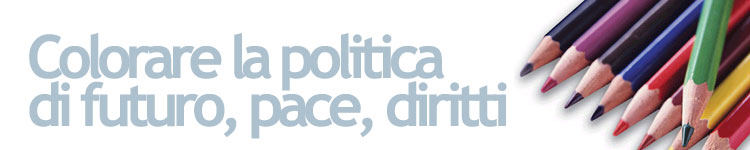 Colorare la politica
di futuro, pace, diritti